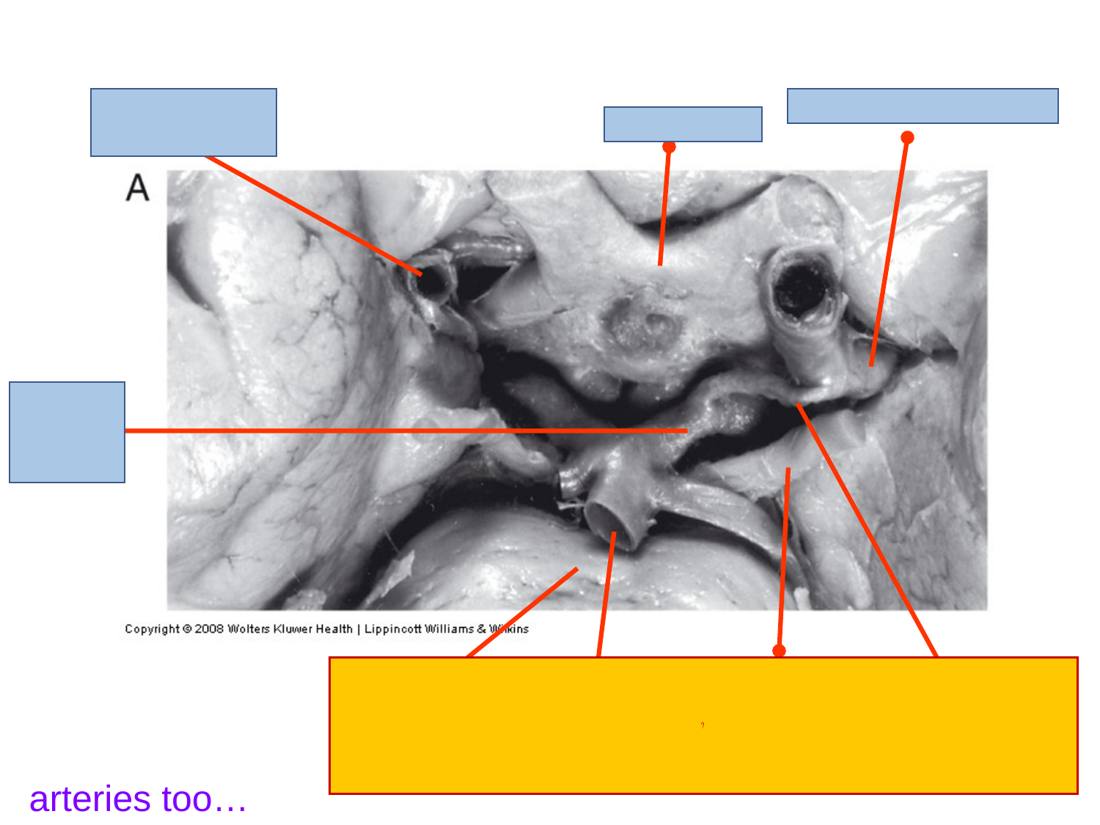 A
Copyright © 2008 Wolters Kluwer Health | Lippincott Williams & Wilkins
,
arteries too…